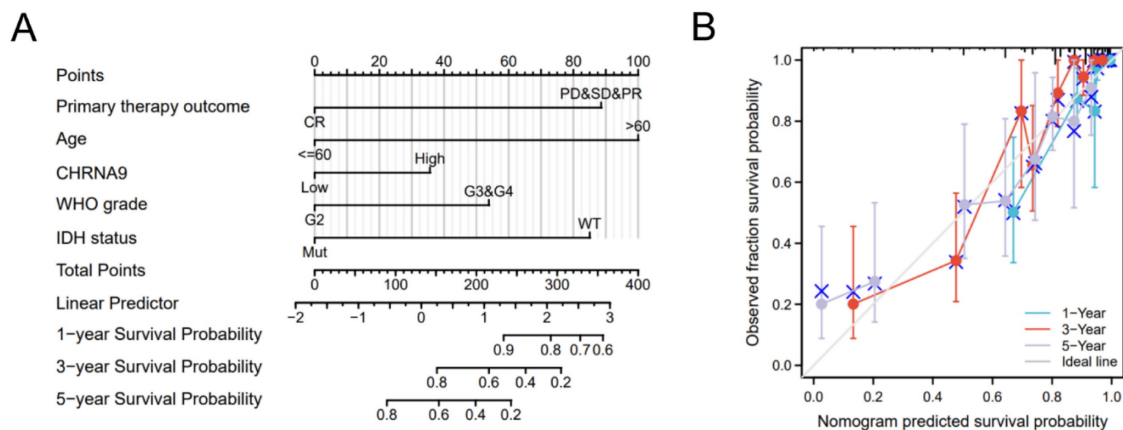 A
Points
0 20 40 60 80 100
Primary therapy outcome
PD&SD&PR
CR
Age
>60
<=60
CHRNA9
High
Low
WHO grade
G3&G4
G2
IDH status
WT
Mut
Total Points
0 100 200 300 400
Linear Predictor
−2 −1 0 1 2 3
1−year Survival Probability
0.9 0.8 0.7 0.6
3−year Survival Probability
0.8 0.6 0.4 0.2
5−year Survival Probability
0.8 0.6 0.4 0.2
B
Observed fraction survival probability
1.0
0.8
0.6
0.4
0.2
0.0
1−Year
3−Year
5−Year
Ideal line
0.0 0.2 0.4 0.6 0.8 1.0
Nomogram predicted survival probability